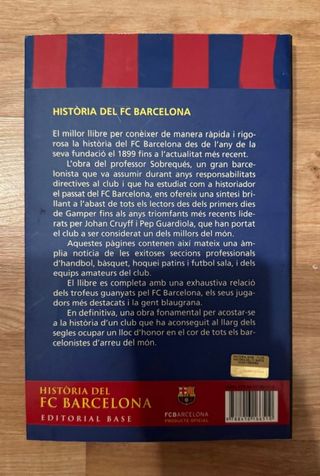 HISTÒRIA DEL FC BARCELONA
El millor llibre per conèixer de manera ràpida i rigo-
rosa la història del FC Barcelona des de l'any de la
seva fundació el 1899 fins a l'actualitat més recent.
L'obra del professor Sobrequés, un gran barce-
lonista que va assumir durant anys responsabilitats
directives al club i que ha estudiat com a historiador
el passat del FC Barcelona, ens ofereix una síntesi bri-
llant a l'abast de tots els lectors des dels primers dies
de Gamper fins als anys triomfants més recents lide-
rats per Johan Cruyff i Pep Guardiola, que han portat
el club a ser considerat un dels millors del món.
Aquestes pàgines contenen així mateix una àm-
plia notícia de les exitoses seccions professionals
d'handbol, bàsquet, hoquei patins i futbol sala, i dels
equips amateurs del club.
El llibre es completa amb una exhaustiva relació
dels trofeus guanyats pel FC Barcelona, els seus juga-
dors més destacats i la gent blaugrana.
En definitiva, una obra fonamental per acostar-se
a la història d'un club que ha aconseguit al llarg dels
segles ocupar un lloc d'honor en el cor de tots els bar-
celonistes d'arreu del món.
HISTÒRIA DEL
FC BARCELONA
EDITORIAL BASE
FCBARCELONA
PRODUCTE OFICIAL